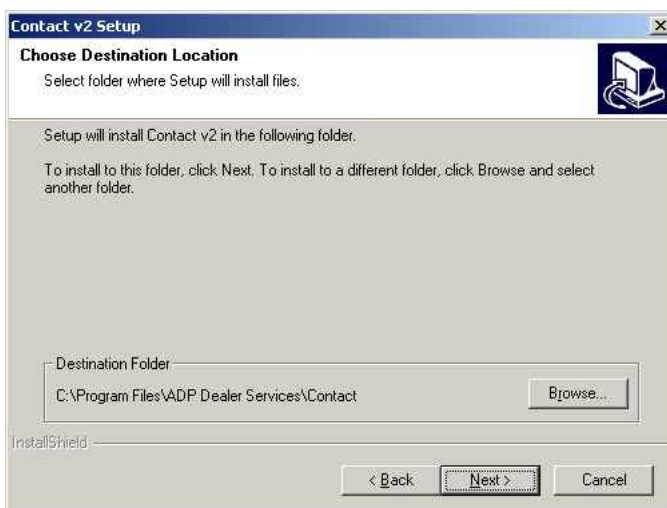 Contact v2 Setup
Choose Destination Location
Select folder where Setup will install files.
Setup will install Contact v2 in the following folder.
To install to this folder, click Next. To install to a different folder, click Browse and select
another folder.
Destination Folder
C:\Program Files\ADP Dealer Services\Contact
Browse...
InstallShield
< Back
Next >
Cancel